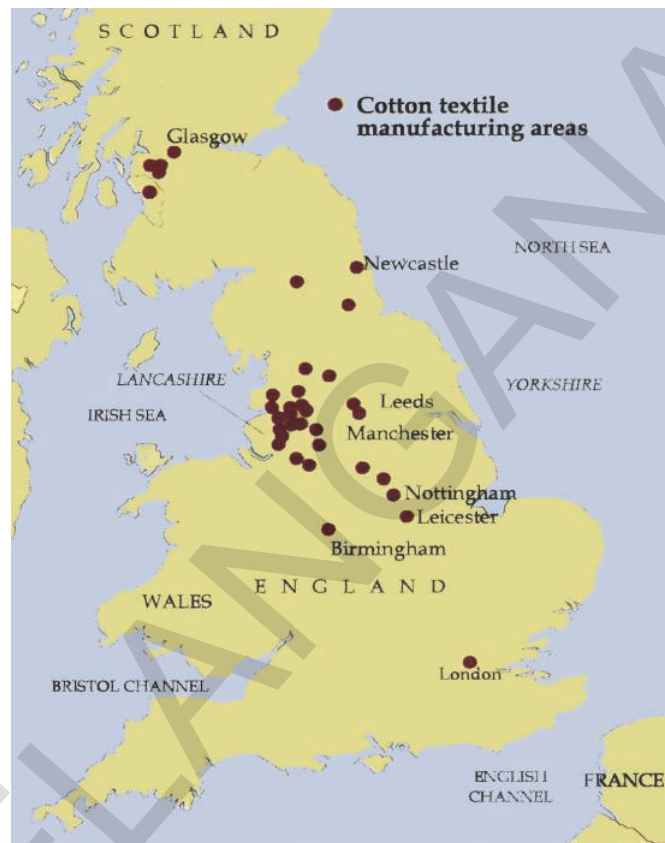 SCOTLAND
Cotton textile
manufacturing areas
Glasgow
NORTH SEA
Newcastle
LANCASHIRE
YORKSHIRE
Leeds
IRISH SEA
Manchester
Nottingham
Leicester
Birmingham
ENGLAND
WALES
London
BRISTOL CHANNEL
ENGLISH
CHANNEL
FRANCE
TELANGANA